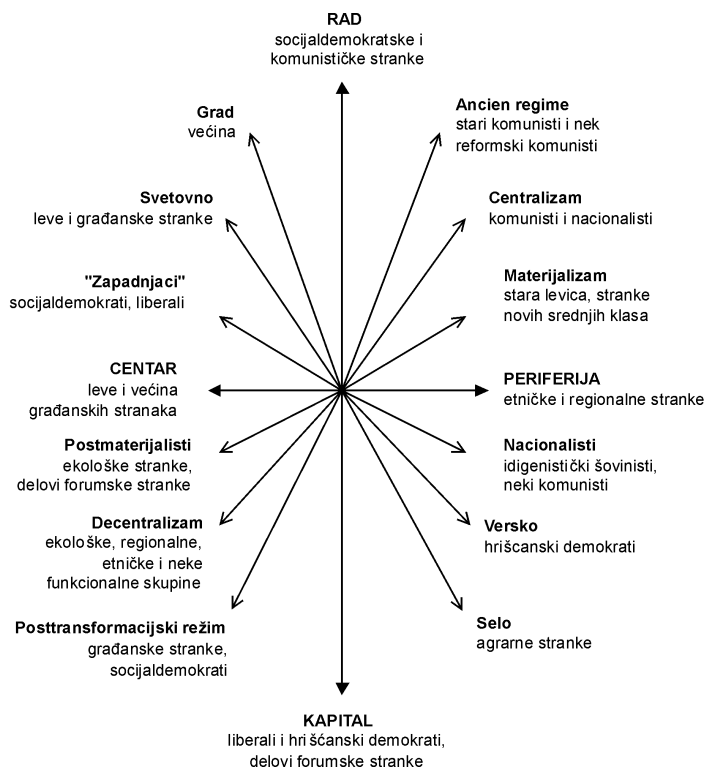 RAD
socijaldemokratske i
komunističke stranke
Grad
većina
Ancien regime
stari komunisti i nek
reformski komunisti
Svetovno
leve i građanske stranke
Centralizam
komunisti i nacionalisti
"Zapadnjaci"
socijaldemokrati, liberali
Materijalizam
stara levica, stranke
novih srednjih klasa
CENTAR
leve i većina
građanskih stranaka
PERIFERIJA
etničke i regionalne stranke
Postmaterijalisti
ekološke stranke,
delovi forumske stranke
Nacionalisti
idigenistički šovinisti,
neki komunisti
Decentralizam
ekološke, regionalne,
etničke i neke
funkcionalne skupine
Versko
hrišcanski demokrati
Posttransformacijski režim
građanske stranke,
socijaldemokrati
Selo
agrarne stranke
KAPITAL
liberali i hrišćanski demokrati,
delovi forumske stranke